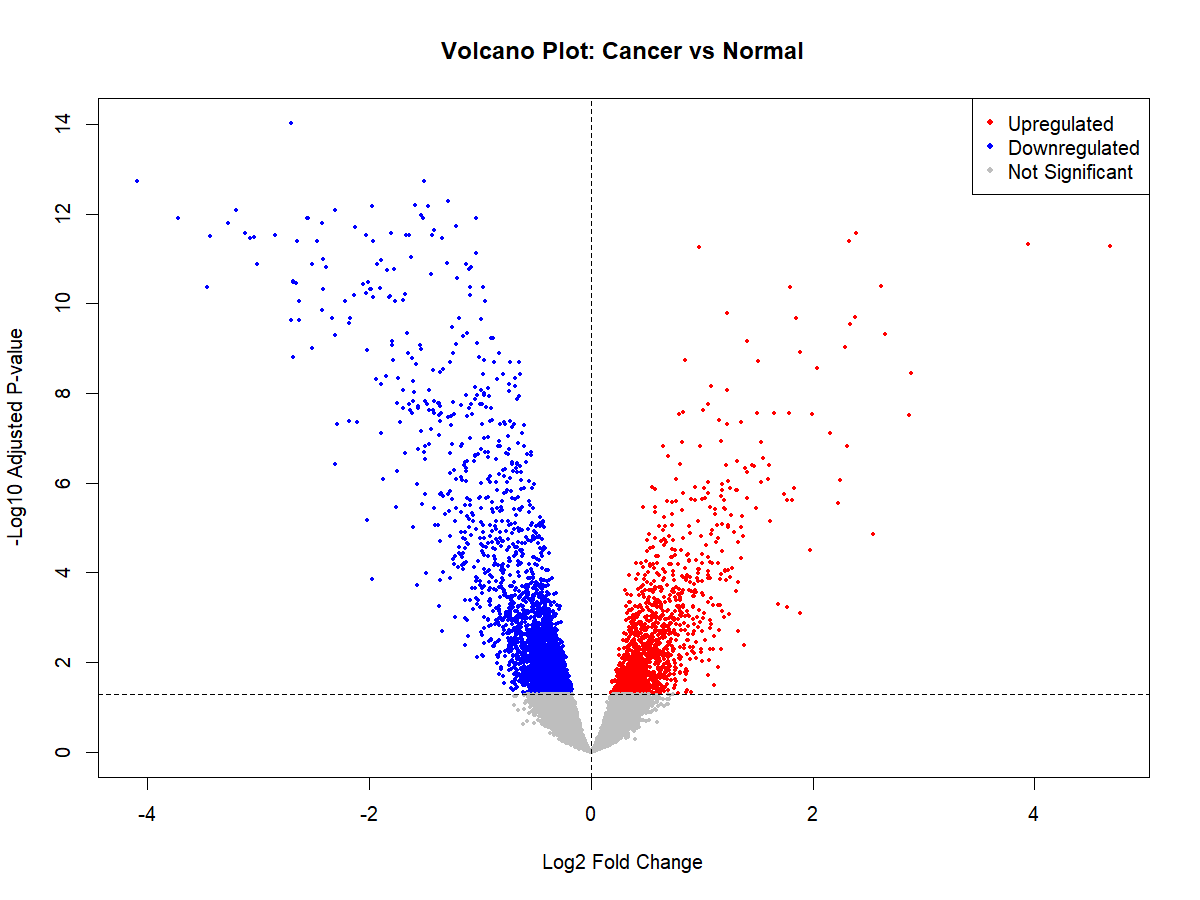 Volcano Plot: Cancer vs Normal
Upregulated
Downregulated
Not Significant
-Log10 Adjusted P-value
14
12
10
8
6
4
2
0
-4 -2 0 2 4
Log2 Fold Change